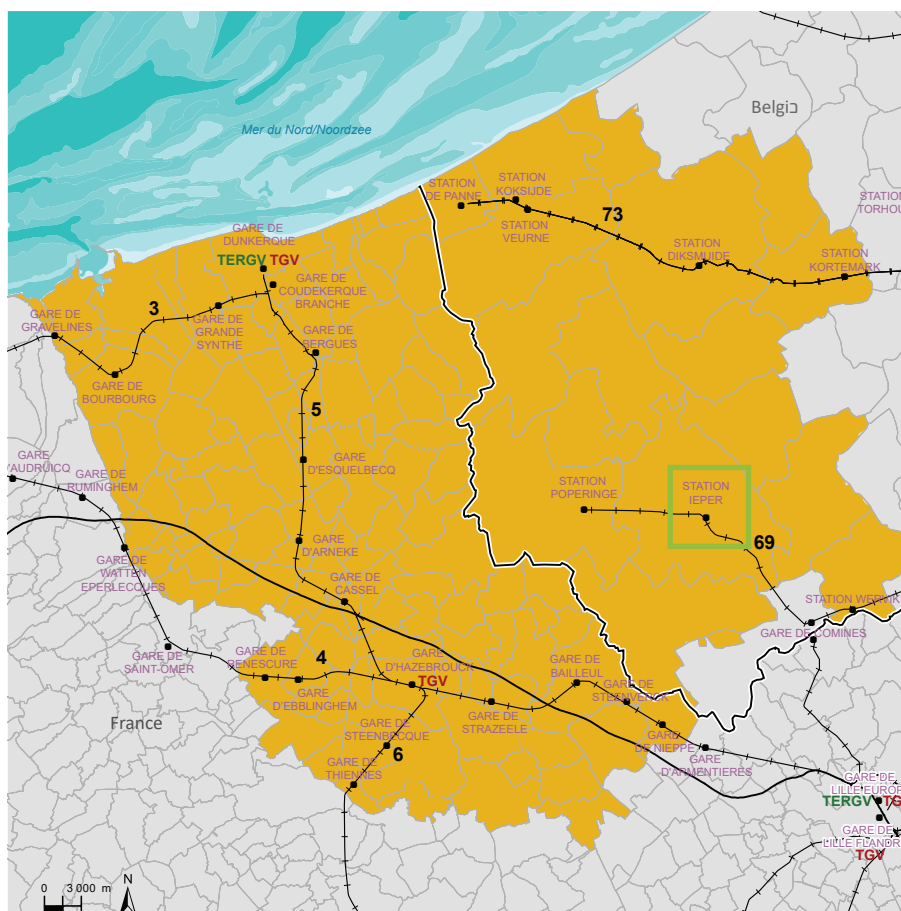 Belgi
Mer du Nord/Noordzee
STATION
DE PANNE
STATION
KOKSIJDE
STATION
VEURNE
73
STATION
TORHOU
STATION
DIKSMUIDE
STATION
KORTEMARK
GARE DE
DUNKERQUE
TERGV TGV
GARE DE
COUDEKERQUE
BRANCHE
3
GARE DE
GRAVELINES
GARE DE
GRANDE
SYNTHE
GARE DE
BERGUES
GARE DE
BOURBOURG
5
GARE
D'ESQUELBECQ
GARE
'AUDRUICQ
GARE DE
RUMINGHEM
STATION
POPERINGE
STATION
IEPER
69
GARE
D'ARNEKE
GARE DE
WATTEN
EPERLECQUES
GARE DE
CASSEL
STATION WERWIK
GARE DE COMINES
GARE DE
SAINT-OMER
GARE DE
RENESCURE
4
GARE
D'EBBLINGHEM
GARE
D'HAZEBROUCK
TGV
GARE DE
BAILLEUL
GARE DE
STEENWERCK
GARE DE
STRAZEELE
France
GARE DE
STEENBECQUE
6
GARE DE
THIENNES
GARE
DE NIEPPE
GARE
D'ARMENTIERES
GARE DE
LILLE EUROP
TERGV TG
GARE DE
LILLE FLANDR
TGV
0 3 000 m
N